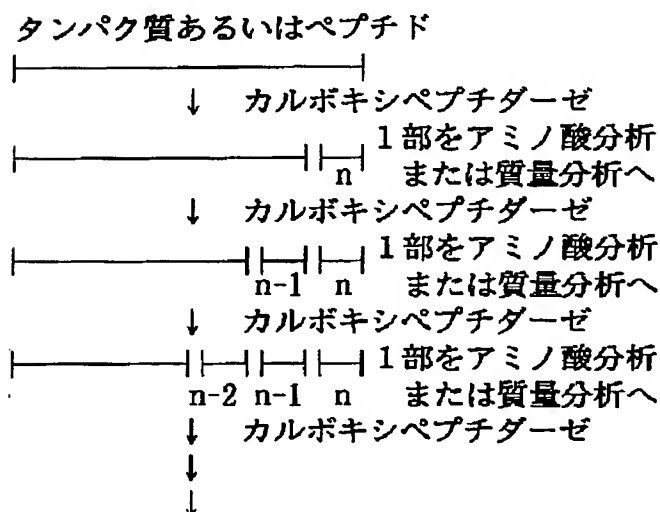 タンパク質あるいはペプチド
↓ カルボキシペプチダーゼ
n 1部をアミノ酸分析
または質量分析へ
↓ カルボキシペプチダーゼ
1部をアミノ酸分析
n-1 n または質量分析へ
↓ カルボキシペプチダーゼ
1部をアミノ酸分析
n-2 n-1 n または質量分析へ
↓ カルボキシペプチダーゼ
↓
↓